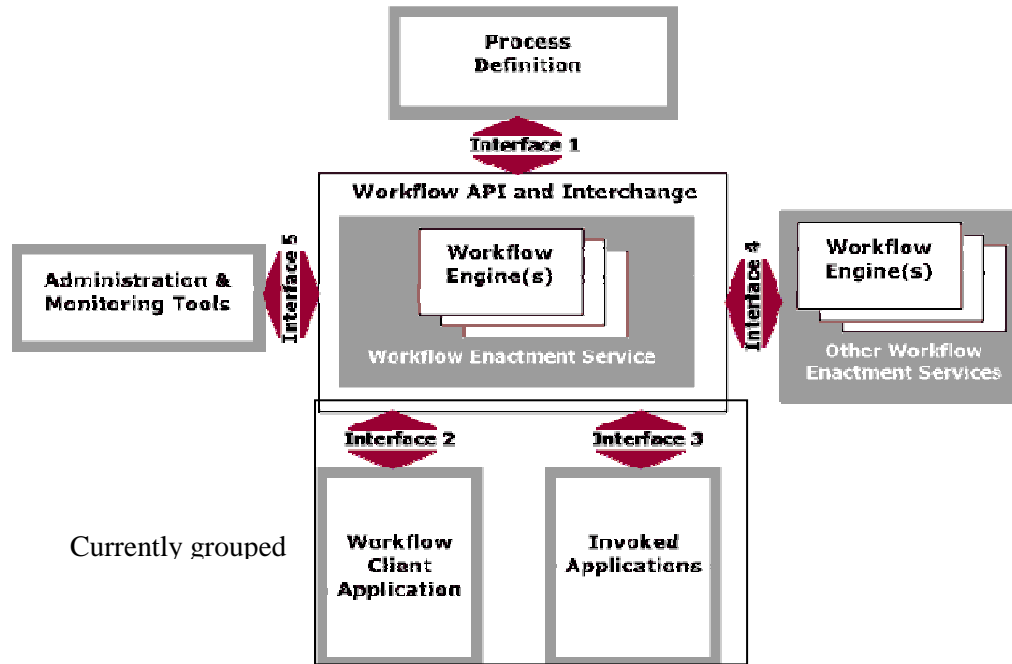 Process
Definition
Interface 1
Workflow API and Interchange
Workflow
Engine(s)
Workflow Enactment Service
Interface 5
Administration &
Monitoring Tools
Interface 4
Workflow
Engine(s)
Other Workflow
Enactment Services
Interface 2
Interface 3
Currently grouped
Workflow
Client
Application
Invoked
Applications